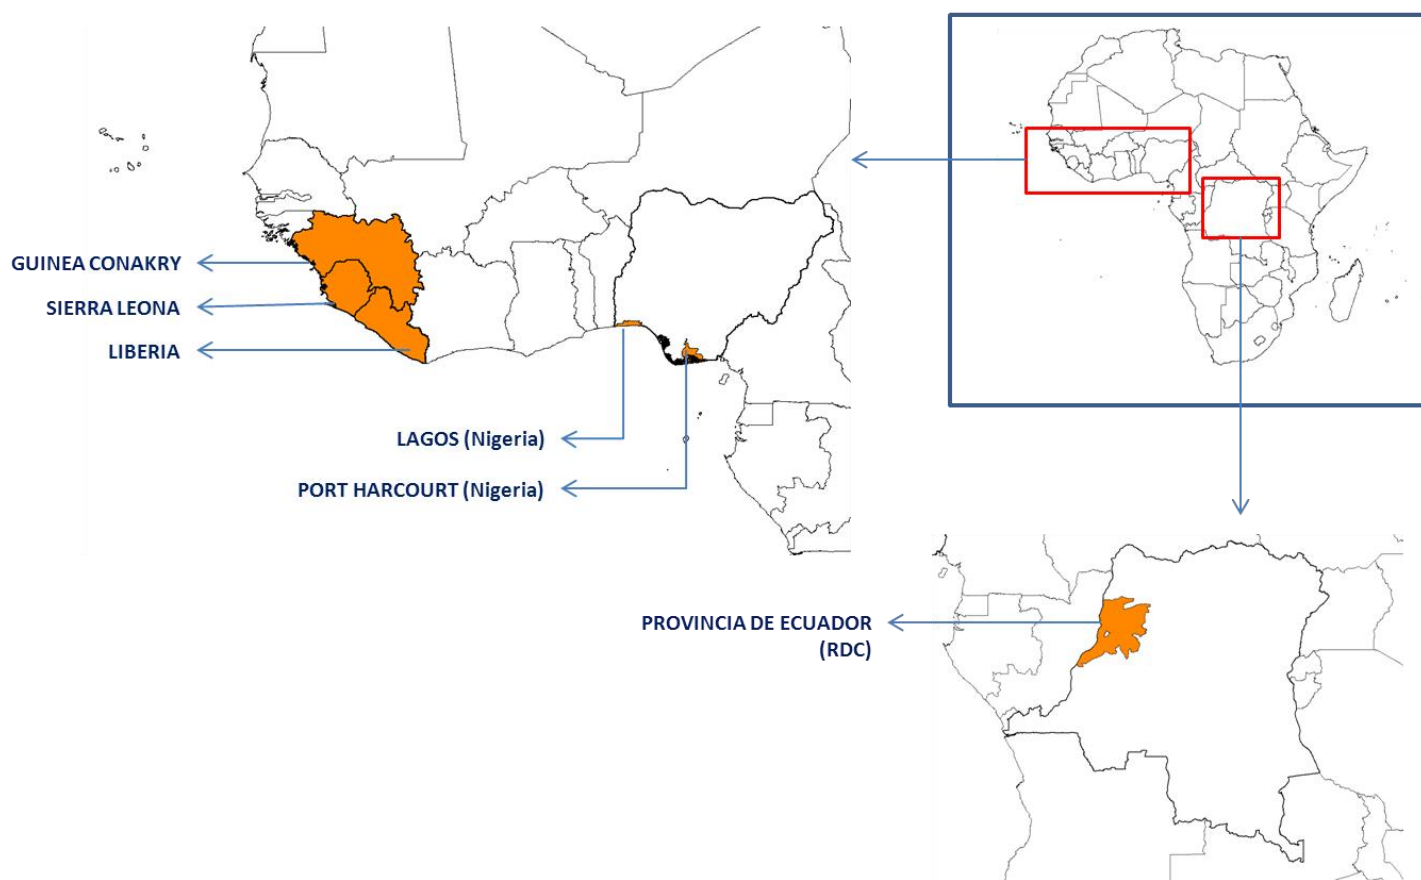 GUINEA CONAKRY
SIERRA LEONA
LIBERIA
LAGOS (Nigeria)
PORT HARCOURT (Nigeria)
PROVINCIA DE ECUADOR
(RDC)